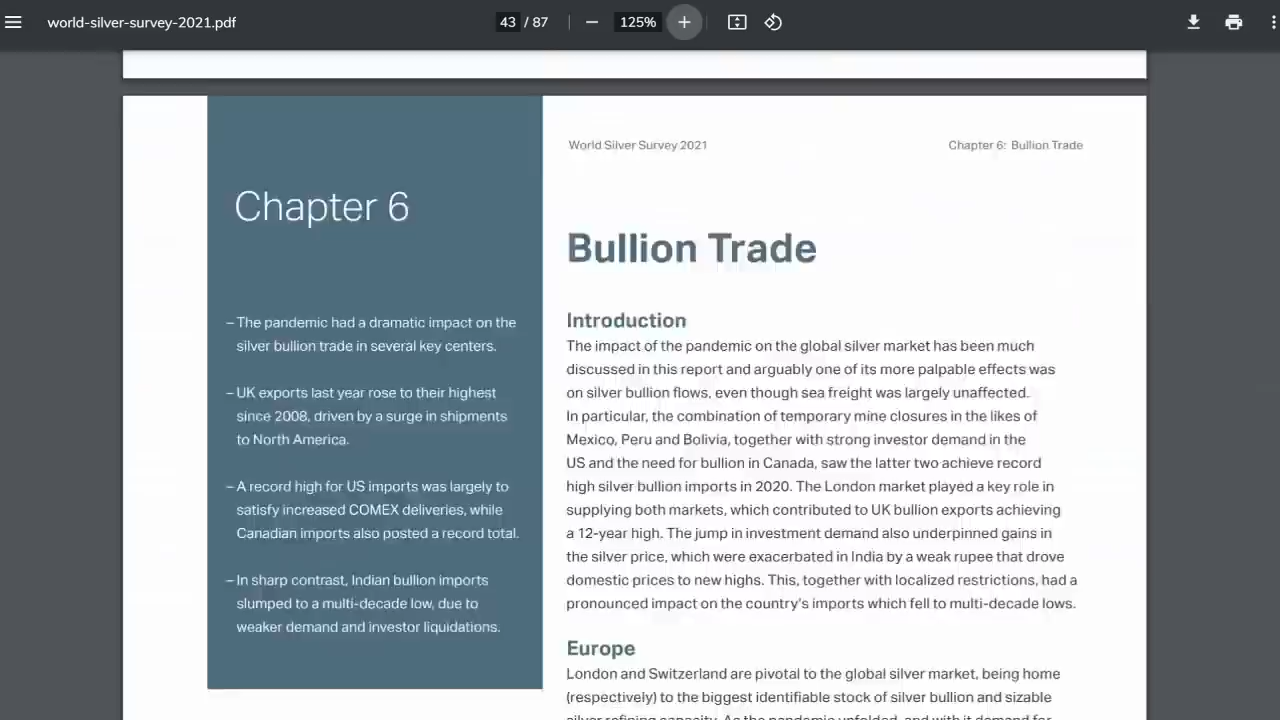 world-silver-survey-2021.pdf
43 / 87
125%
World Silver Survey 2021
Chapter 6: Bullion Trade
Chapter 6
– The pandemic had a dramatic impact on the
silver bullion trade in several key centers.
– UK exports last year rose to their highest
since 2008, driven by a surge in shipments
to North America.
– A record high for US imports was largely to
satisfy increased COMEX deliveries, while
Canadian imports also posted a record total.
– In sharp contrast, Indian bullion imports
slumped to a multi-decade low, due to
weaker demand and investor liquidations.
Bullion Trade
Introduction
The impact of the pandemic on the global silver market has been much
discussed in this report and arguably one of its more palpable effects was
on silver bullion flows, even though sea freight was largely unaffected.
In particular, the combination of temporary mine closures in the likes of
Mexico, Peru and Bolivia, together with strong investor demand in the
US and the need for bullion in Canada, saw the latter two achieve record
high silver bullion imports in 2020. The London market played a key role in
supplying both markets, which contributed to UK bullion exports achieving
a 12-year high. The jump in investment demand also underpinned gains in
the silver price, which were exacerbated in India by a weak rupee that drove
domestic prices to new highs. This, together with localized restrictions, had a
pronounced impact on the country's imports which fell to multi-decade lows.
Europe
London and Switzerland are pivotal to the global silver market, being home
(respectively) to the biggest identifiable stock of silver bullion and sizable
silver refining capacity. As the pandemic unfolded, and with it demand for